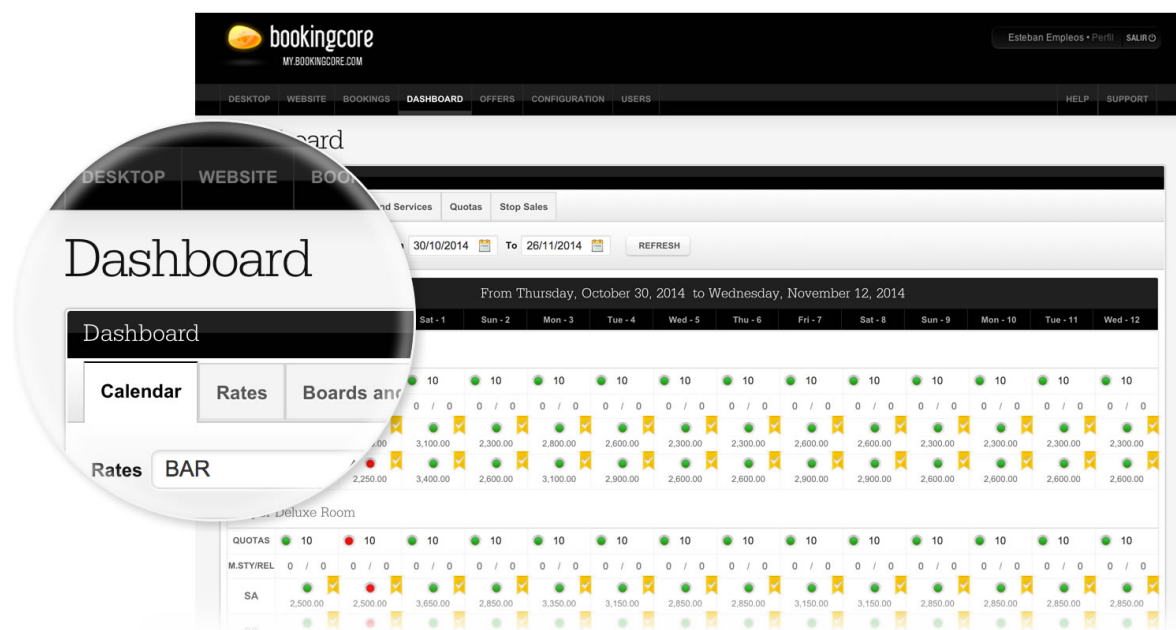 bookingcore
MY.BOOKINGCORE.COM
Esteban Empleos • Perfil SALIR
DESKTOP WEBSITE BOOKINGS DASHBOARD OFFERS CONFIGURATION USERS HELP SUPPORT
DESKTOP WEBSITE
Dashboard
Dashboard
Calendar Rates Boards and Services Quotas Stop Sales
30/10/2014 To 26/11/2014 REFRESH
Rates BAR
From Thursday, October 30, 2014 to Wednesday, November 12, 2014
Sat - 1 Sun - 2 Mon - 3 Tue - 4 Wed - 5 Thu - 6 Fri - 7 Sat - 8 Sun - 9 Mon - 10 Tue - 11 Wed - 12
10 10 10 10 10 10 10 10 10 10 10 10
0 / 0 0 / 0 0 / 0 0 / 0 0 / 0 0 / 0 0 / 0 0 / 0 0 / 0 0 / 0 0 / 0 0 / 0
3,100.00 2,300.00 2,800.00 2,600.00 2,300.00 2,300.00 2,600.00 2,600.00 2,300.00 2,300.00 2,300.00 2,300.00
2,250.00 3,400.00 2,600.00 3,100.00 2,900.00 2,600.00 2,600.00 2,900.00 2,900.00 2,600.00 2,600.00 2,600.00 2,600.00
Deluxe Room
QUOTAS 10 10 10 10 10 10 10 10 10 10 10 10 10 10
M.STY/REL 0 / 0 0 / 0 0 / 0 0 / 0 0 / 0 0 / 0 0 / 0 0 / 0 0 / 0 0 / 0 0 / 0 0 / 0 0 / 0 0 / 0
SA 2,500.00 2,500.00 3,650.00 2,850.00 3,350.00 3,150.00 2,850.00 2,850.00 3,150.00 3,150.00 2,850.00 2,850.00 2,850.00 2,850.00